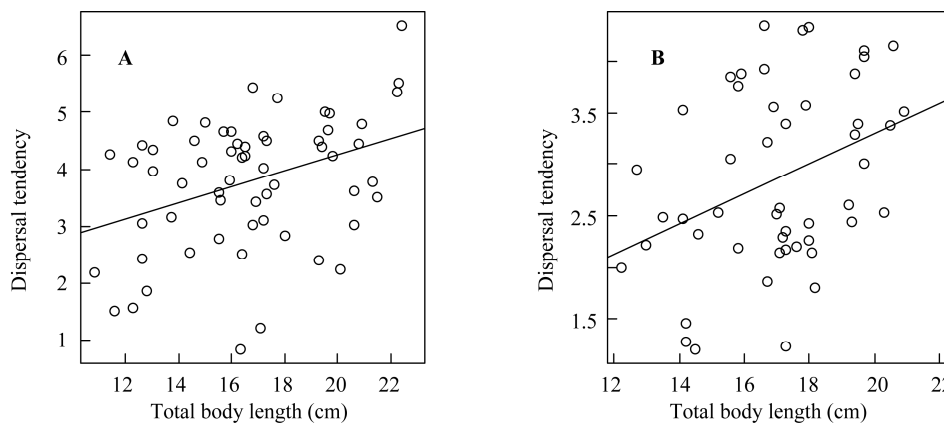 A
Dispersal tendency
6
5
4
3
2
1
12 14 16 18 20 22
Total body length (cm)
B
Dispersal tendency
3.5
2.5
1.5
12 14 16 18 20 22
Total body length (cm)